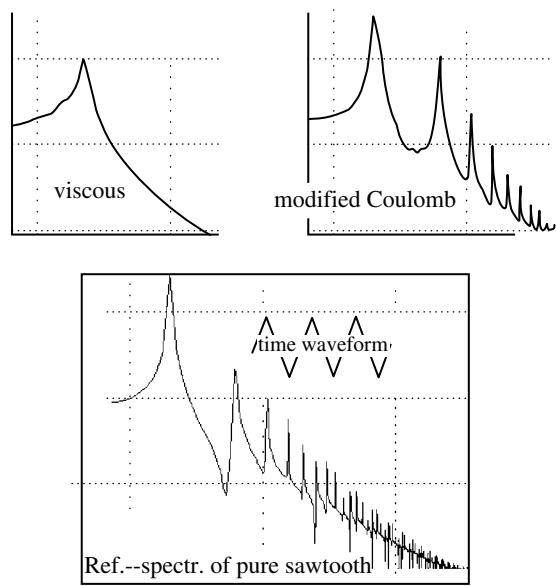 viscous
modified Coulomb
time waveform
Ref.--spectr. of pure sawtooth